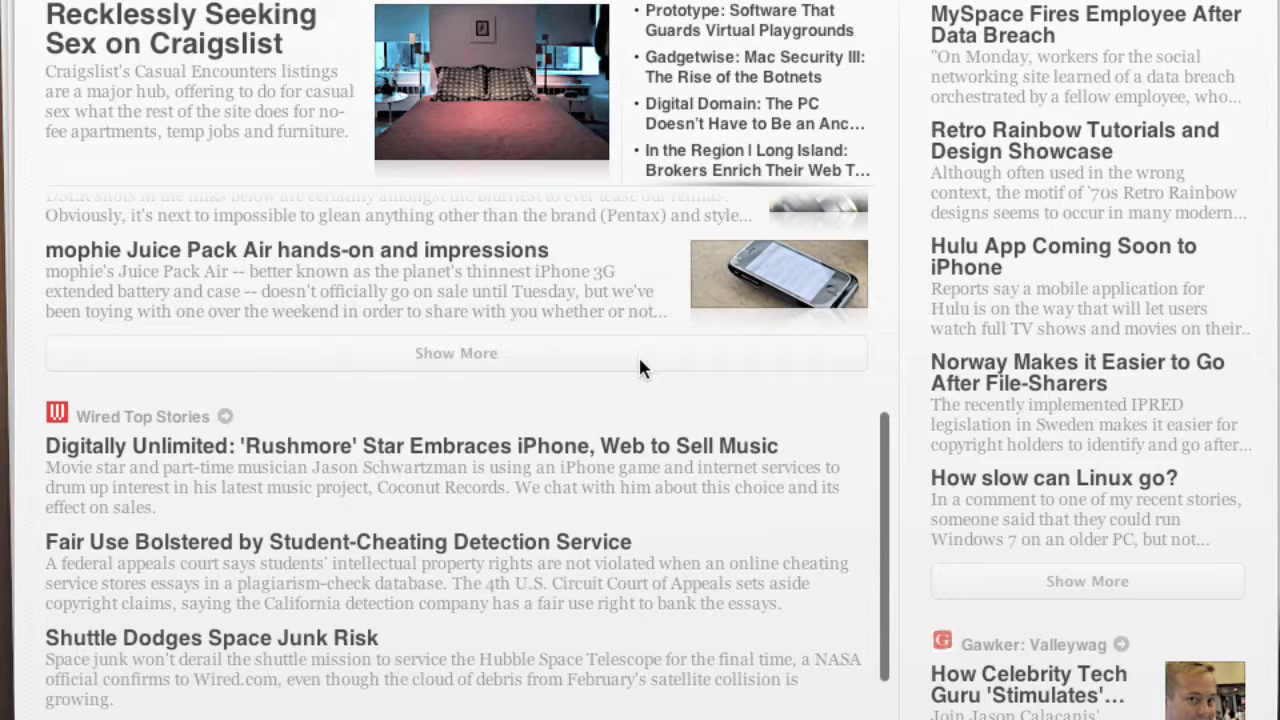 Recklessly Seeking
Sex on Craigslist
Craigslist's Casual Encounters listings
are a major hub, offering to do for casual
sex what the rest of the site does for no-
fee apartments, temp jobs and furniture.
• Prototype: Software That
Guards Virtual Playgrounds
• Gadgetwise: Mac Security III:
The Rise of the Botnets
• Digital Domain: The PC
Doesn't Have to Be an Anc...
• In the Region | Long Island:
Brokers Enrich Their Web T...
DSLR shots in the links below are certainly amongst the blurriest to ever tease our retinas.
Obviously, it's next to impossible to glean anything other than the brand (Pentax) and style...
mophie Juice Pack Air hands-on and impressions
mophie's Juice Pack Air -- better known as the planet's thinnest iPhone 3G
extended battery and case -- doesn't officially go on sale until Tuesday, but we've
been toying with one over the weekend in order to share with you whether or not...
Show More
Wired Top Stories
Digitally Unlimited: 'Rushmore' Star Embraces iPhone, Web to Sell Music
Movie star and part-time musician Jason Schwartzman is using an iPhone game and internet services to
drum up interest in his latest music project, Coconut Records. We chat with him about this choice and its
effect on sales.
Fair Use Bolstered by Student-Cheating Detection Service
A federal appeals court says students' intellectual property rights are not violated when an online cheating
service stores essays in a plagiarism-check database. The 4th U.S. Circuit Court of Appeals sets aside
copyright claims, saying the California detection company has a fair use right to bank the essays.
Shuttle Dodges Space Junk Risk
Space junk won't derail the shuttle mission to service the Hubble Space Telescope for the final time, a NASA
official confirms to Wired.com, even though the cloud of debris from February's satellite collision is
growing.
MySpace Fires Employee After
Data Breach
"On Monday, workers for the social
networking site learned of a data breach
orchestrated by a fellow employee, who...
Retro Rainbow Tutorials and
Design Showcase
Although often used in the wrong
context, the motif of '70s Retro Rainbow
designs seems to occur in many modern...
Hulu App Coming Soon to
iPhone
Reports say a mobile application for
Hulu is on the way that will let users
watch full TV shows and movies on their..
Norway Makes it Easier to Go
After File-Sharers
The recently implemented IPRED
legislation in Sweden makes it easier for
copyright holders to identify and go after...
How slow can Linux go?
In a comment to one of my recent stories,
someone said that they could run
Windows 7 on an older PC, but not...
Show More
G Gawker: Valleywag
How Celebrity Tech
Guru 'Stimulates'...
Join Jason Calacanis'